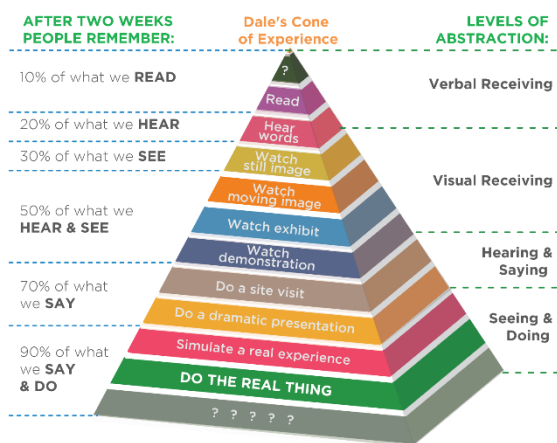 AFTER TWO WEEKS
PEOPLE REMEMBER:
10% of what we READ
20% of what we HEAR
30% of what we SEE
50% of what we
HEAR & SEE
70% of what
we SAY
90% of what
we SAY
& DO
Dale's Cone
of Experience
?
Read
Hear
words
Watch
still image
Watch
moving image
Watch exhibit
Watch
demonstration
Do a site visit
Do a dramatic presentation
Simulate a real experience
DO THE REAL THING
? ? ? ? ?
LEVELS OF
ABSTRACTION:
Verbal Receiving
Visual Receiving
Hearing &
Saying
Seeing &
Doing